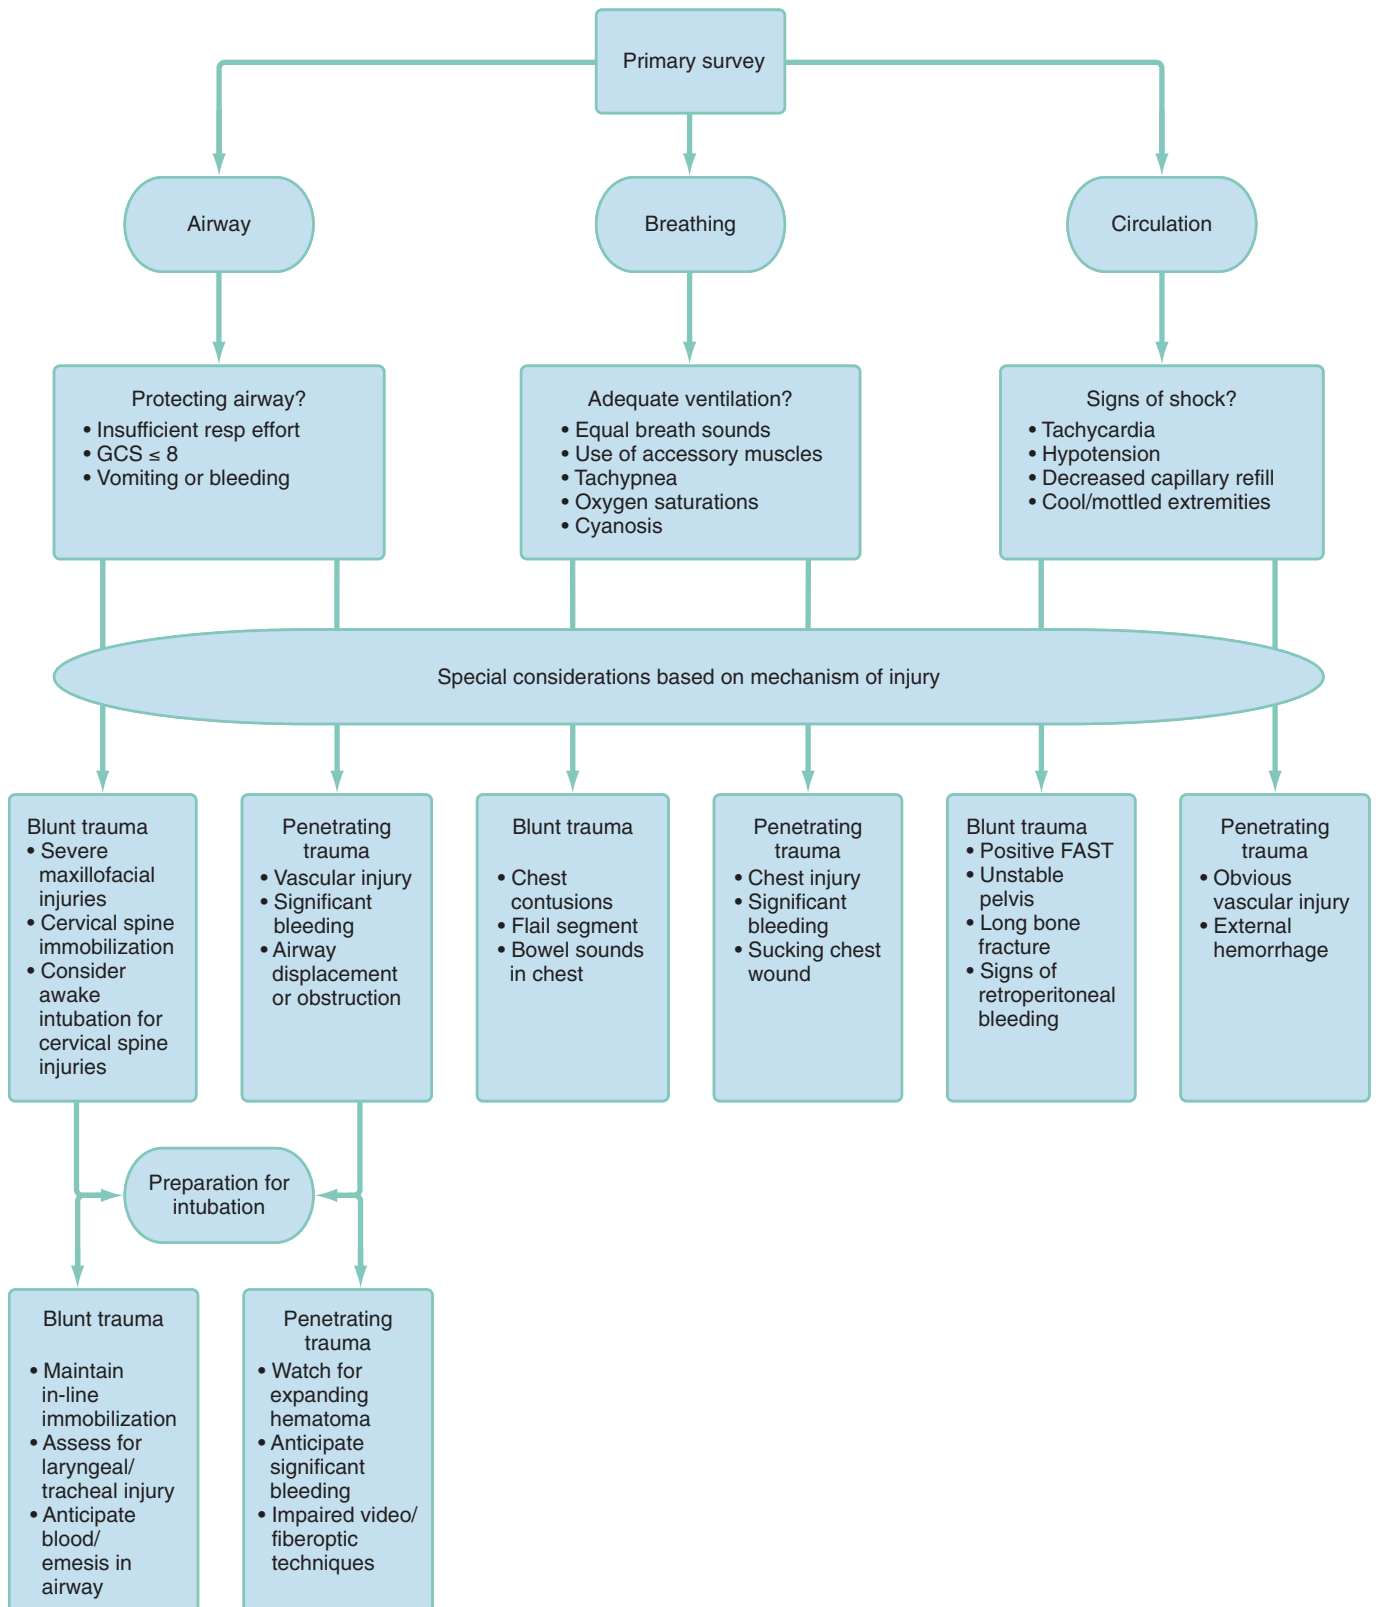 Primary survey
Airway
Breathing
Circulation
Protecting airway?
• Insufficient resp effort
• GCS ≤ 8
• Vomiting or bleeding
Adequate ventilation?
• Equal breath sounds
• Use of accessory muscles
• Tachypnea
• Oxygen saturations
• Cyanosis
Signs of shock?
• Tachycardia
• Hypotension
• Decreased capillary refill
• Cool/mottled extremities
Special considerations based on mechanism of injury
Blunt trauma
• Severe
maxillofacial
injuries
• Cervical spine
immobilization
• Consider
awake
intubation for
cervical spine
injuries
Penetrating
trauma
• Vascular injury
• Significant
bleeding
• Airway
displacement
or obstruction
Blunt trauma
• Chest
contusions
• Flail segment
• Bowel sounds
in chest
Penetrating
trauma
• Chest injury
• Significant
bleeding
• Sucking chest
wound
Blunt trauma
• Positive FAST
• Unstable
pelvis
• Long bone
fracture
• Signs of
retroperitoneal
bleeding
Penetrating
trauma
• Obvious
vascular injury
• External
hemorrhage
Preparation for
intubation
Blunt trauma
• Maintain
in-line
immobilization
• Assess for
laryngeal/
tracheal injury
• Anticipate
blood/
emesis in
airway
Penetrating
trauma
• Watch for
expanding
hematoma
• Anticipate
significant
bleeding
• Impaired video/
fiberoptic
techniques